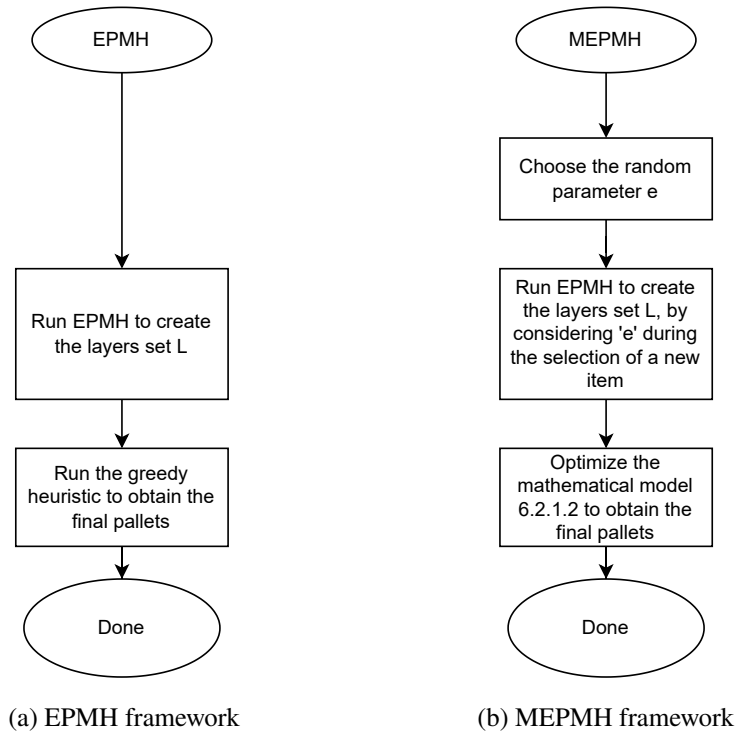 EPMH
Run EPMH to create
the layers set L
Run the greedy
heuristic to obtain the
final pallets
Done
(a) EPMH framework
MEPMH
Choose the random
parameter e
Run EPMH to create
the layers set L, by
considering 'e' during
the selection of a new
item
Optimize the
mathematical model
6.2.1.2 to obtain the
final pallets
Done
(b) MEPMH framework